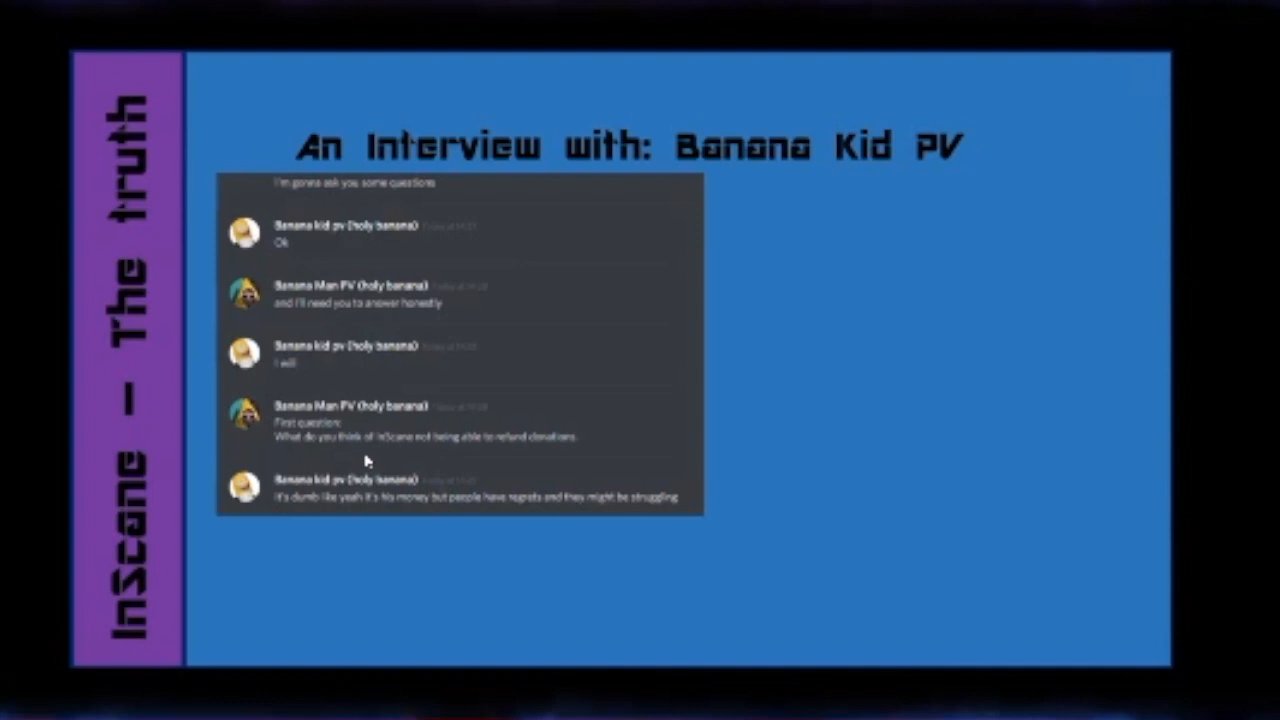 InScane - The truth
An Interview with: Banana Kid PV
I'm gonna ask you some questions
Banana kid pv (holy banana)
Ok
Banana Man PV (holy banana)
and I'll need you to answer honestly
Banana kid pv (holy banana)
I will
Banana Man PV (holy banana)
First question:
What do you think of InScane not being able to refund donations.
Banana kid pv (holy banana)
It's dumb like yeah it's his money but people have regrets and they might be struggling